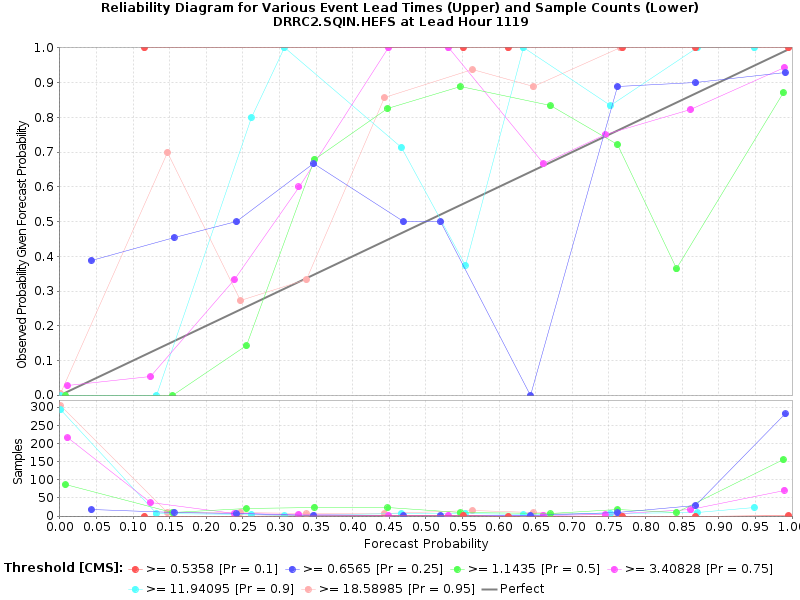 Reliability Diagram for Various Event Lead Times (Upper) and Sample Counts (Lower)
DRRC2.SQIN.HEFS at Lead Hour 1119
Observed Probability Given Forecast Probability
1.0
0.9
0.8
0.7
0.6
0.5
0.4
0.3
0.2
0.1
0.0
Samples
300
250
200
150
100
50
0
0.00 0.05 0.10 0.15 0.20 0.25 0.30 0.35 0.40 0.45 0.50 0.55 0.60 0.65 0.70 0.75 0.80 0.85 0.90 0.95 1.0
Forecast Probability
Threshold [CMS]: >= 0.5358 [Pr = 0.1] >= 0.6565 [Pr = 0.25] >= 1.1435 [Pr = 0.5] >= 3.40828 [Pr = 0.75]
>= 11.94095 [Pr = 0.9] >= 18.58985 [Pr = 0.95] Perfect